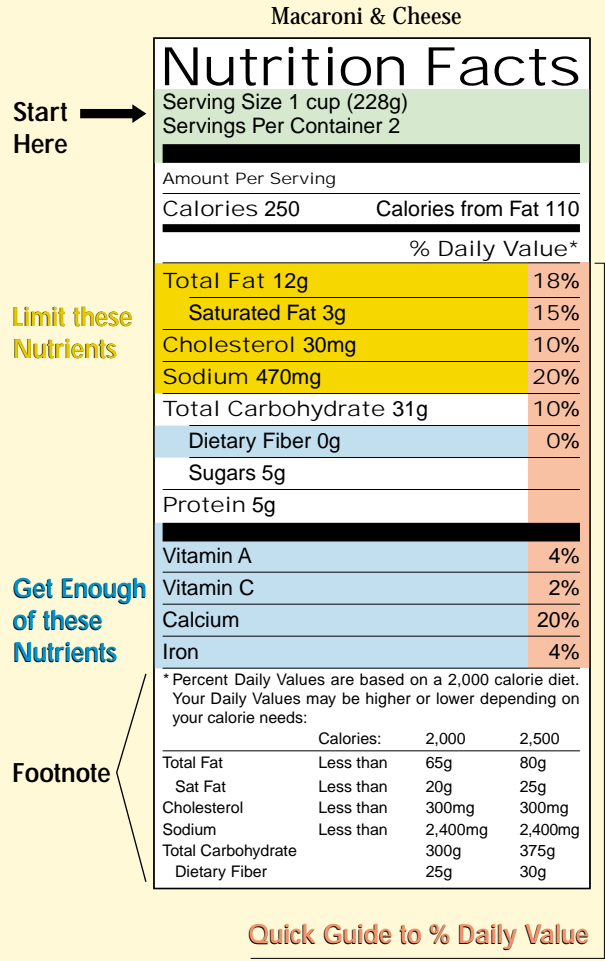 Macaroni & Cheese
Nutrition Facts
Start
Here
Serving Size 1 cup (228g)
Servings Per Container 2
Amount Per Serving
Calories 250 Calories from Fat 110
% Daily Value*
Limit these
Nutrients
Total Fat 12g 18%
Saturated Fat 3g 15%
Cholesterol 30mg 10%
Sodium 470mg 20%
Total Carbohydrate 31g 10%
Dietary Fiber 0g 0%
Sugars 5g
Protein 5g
Get Enough
of these
Nutrients
Vitamin A 4%
Vitamin C 2%
Calcium 20%
Iron 4%
Footnote
* Percent Daily Values are based on a 2,000 calorie diet.
Your Daily Values may be higher or lower depending on
your calorie needs:
Calories: 2,000 2,500
Total Fat Less than 65g 80g
Sat Fat Less than 20g 25g
Cholesterol Less than 300mg 300mg
Sodium Less than 2,400mg 2,400mg
Total Carbohydrate 300g 375g
Dietary Fiber 25g 30g
Quick Guide to % Daily Value